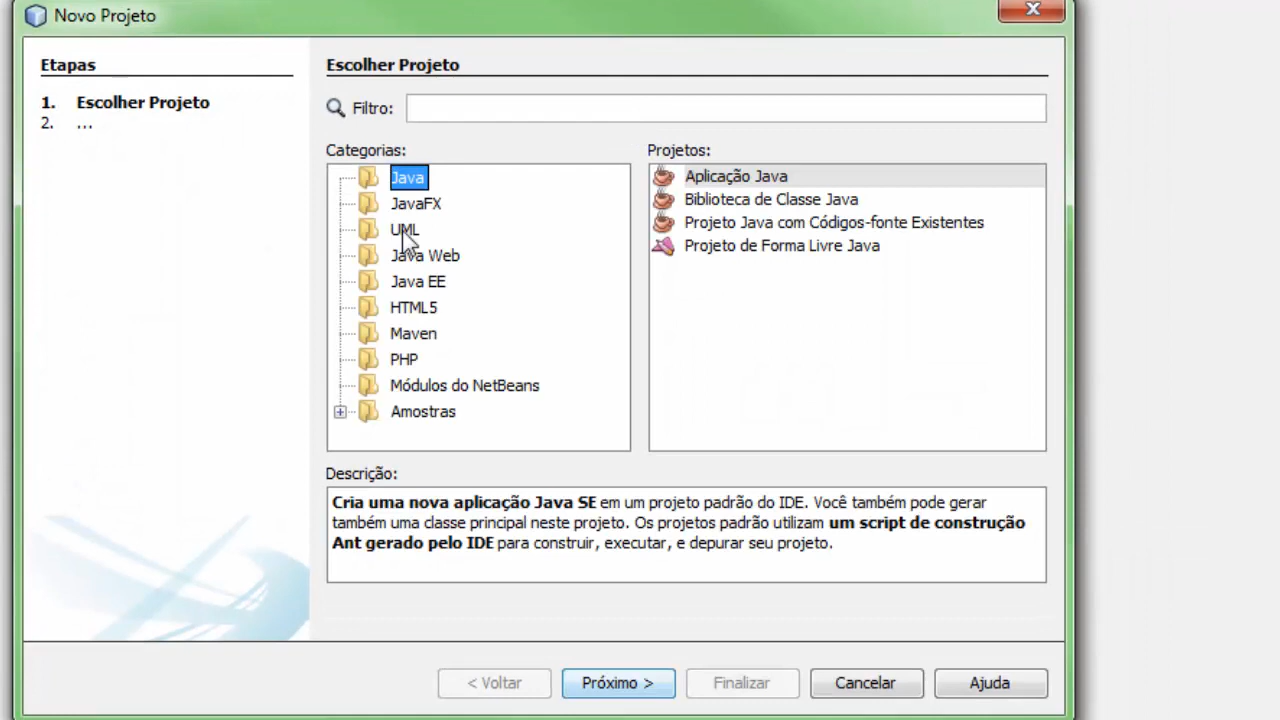 Novo Projeto
Etapas
1. Escolher Projeto
2. ...
Escolher Projeto
Filtro:
Categorias:
Java
JavaFX
UML
Java Web
Java EE
HTML5
Maven
PHP
Módulos do NetBeans
Amostras
Projetos:
Aplicação Java
Biblioteca de Classe Java
Projeto Java com Códigos-fonte Existentes
Projeto de Forma Livre Java
Descrição:
Cria uma nova aplicação Java SE em um projeto padrão do IDE. Você também pode gerar
também uma classe principal neste projeto. Os projetos padrão utilizam um script de construção
Ant gerado pelo IDE para construir, executar, e depurar seu projeto.
< Voltar
Próximo >
Finalizar
Cancelar
Ajuda